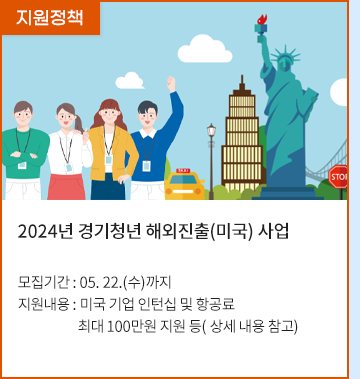 지원정책
TAXI
STOP
2024년 경기청년 해외진출(미국) 사업
모집기간 : 05. 22.(수)까지
지원내용 : 미국 기업 인턴십 및 항공료
최대 100만원 지원 등( 상세 내용 참고)